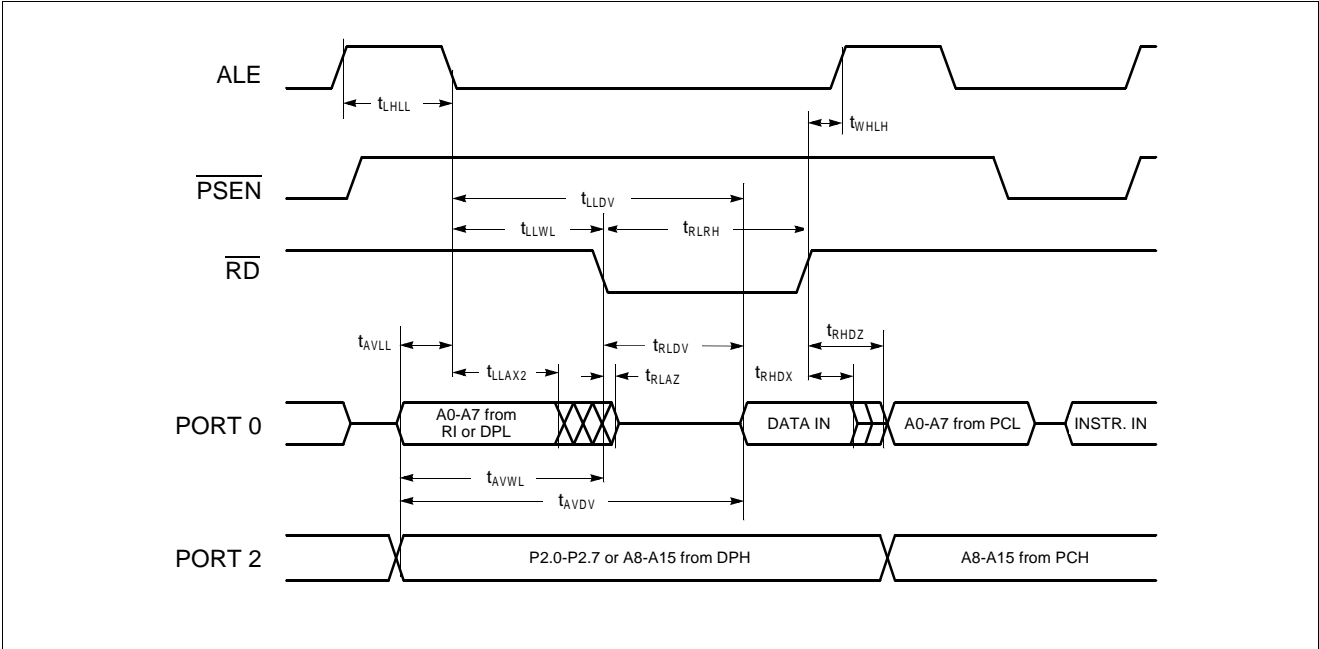 ALE
tLHLL
tWHLH
PSEN
tLLDV
tLLWL
tRLRH
RD
tAVLL
tRLDV
tRHDZ
tLLAX2
tRLAZ
tRHDX
PORT 0
A0-A7 from
RI or DPL
DATA IN
A0-A7 from PCL
INSTR. IN
tAVWL
tAVDV
PORT 2
P2.0-P2.7 or A8-A15 from DPH
A8-A15 from PCH